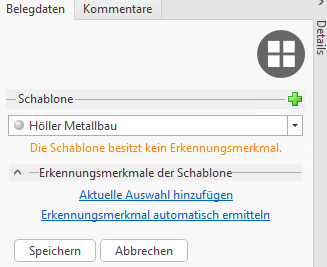 Belegdaten Kommentare
Details
Schablone
Höller Metallbau
Die Schablone besitzt kein Erkennungsmerkmal.
Erkennungsmerkmale der Schablone
Aktuelle Auswahl hinzufügen
Erkennungsmerkmal automatisch ermitteln
Speichern Abbrechen